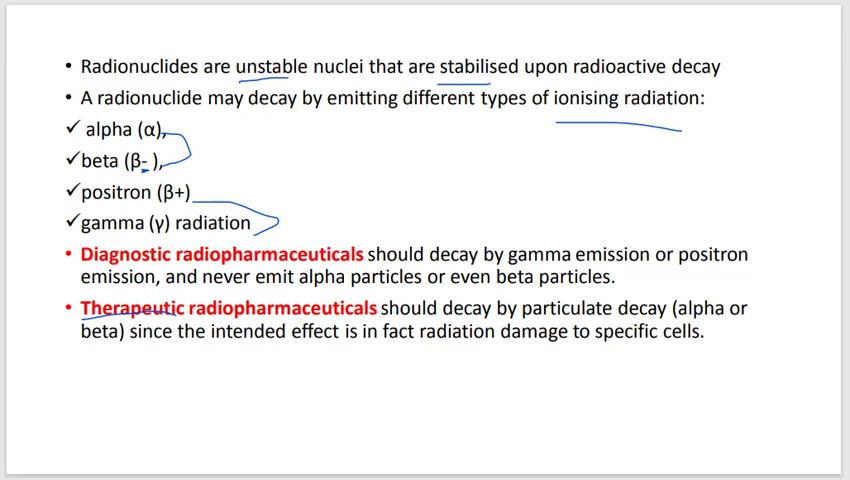 • Radionuclides are unstable nuclei that are stabilised upon radioactive decay
• A radionuclide may decay by emitting different types of ionising radiation:
✓ alpha (α),
✓beta (β- ),
✓positron (β+)
✓gamma (γ) radiation
• Diagnostic radiopharmaceuticals should decay by gamma emission or positron
emission, and never emit alpha particles or even beta particles.
• Therapeutic radiopharmaceuticals should decay by particulate decay (alpha or
beta) since the intended effect is in fact radiation damage to specific cells.